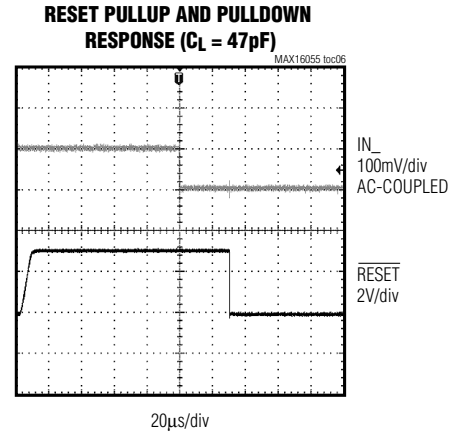 RESET PULLUP AND PULLDOWN
RESPONSE (CL = 47pF)
MAX16055 toc06
T
IN_
100mV/div
AC-COUPLED
RESET
2V/div
20μs/div